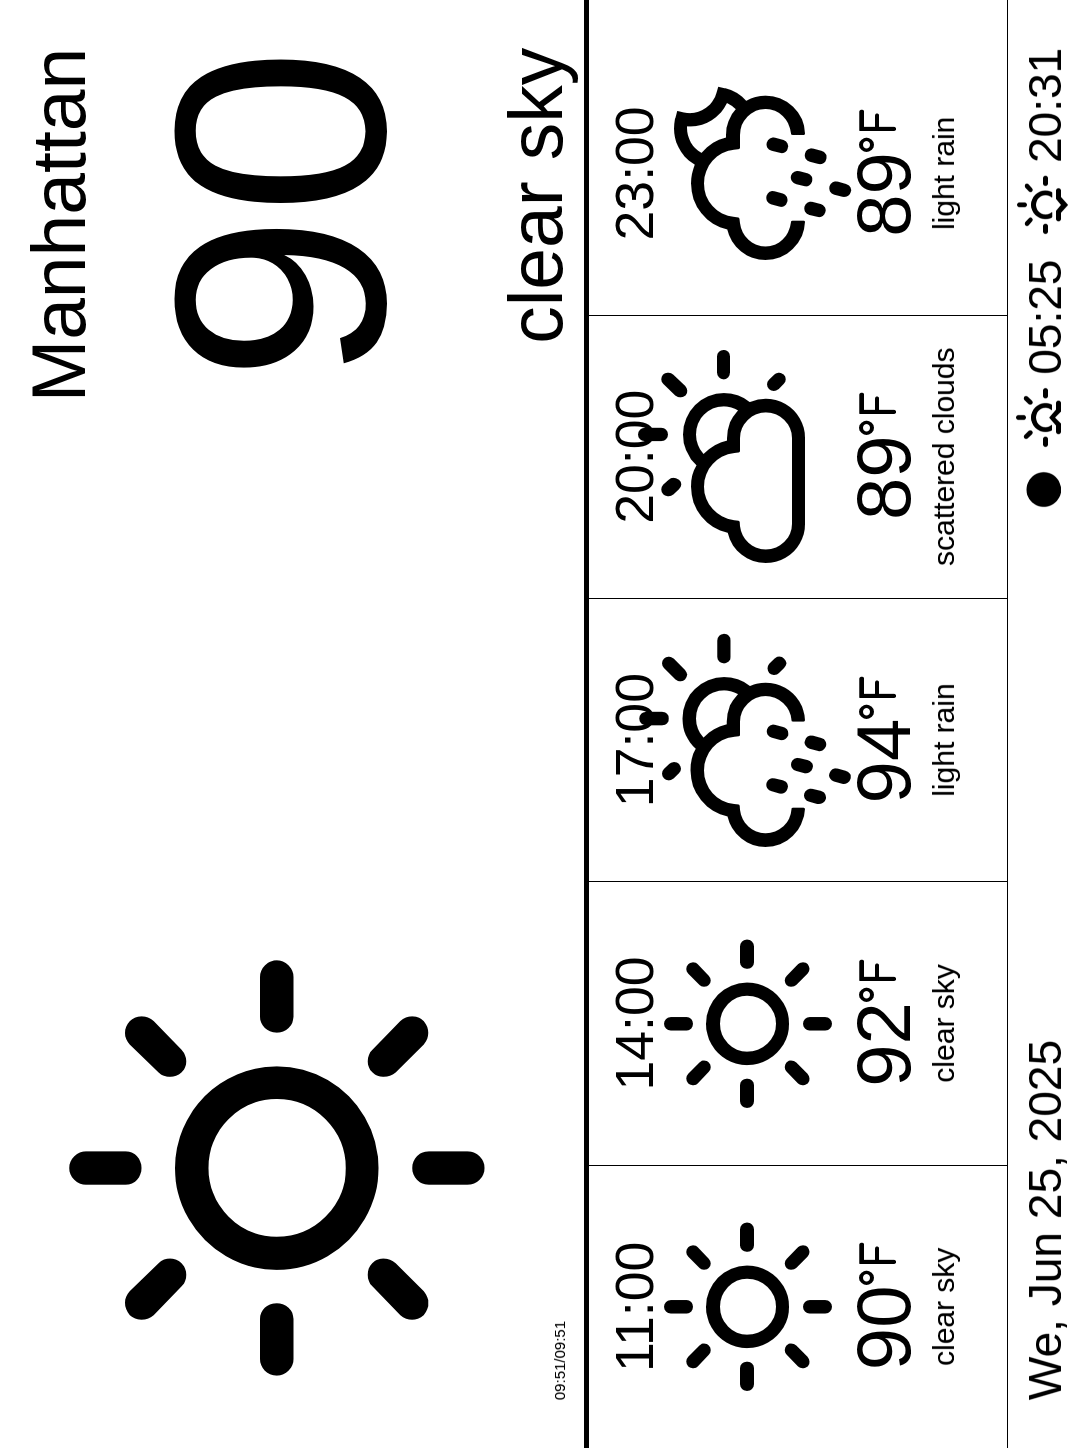 Manhattan
90
clear sky
09:51/09:51
11:00
90°F
clear sky
14:00
92°F
clear sky
17:00
94°F
light rain
20:00
89°F
scattered clouds
23:00
89°F
light rain
We, Jun 25, 2025
05:25
20:31